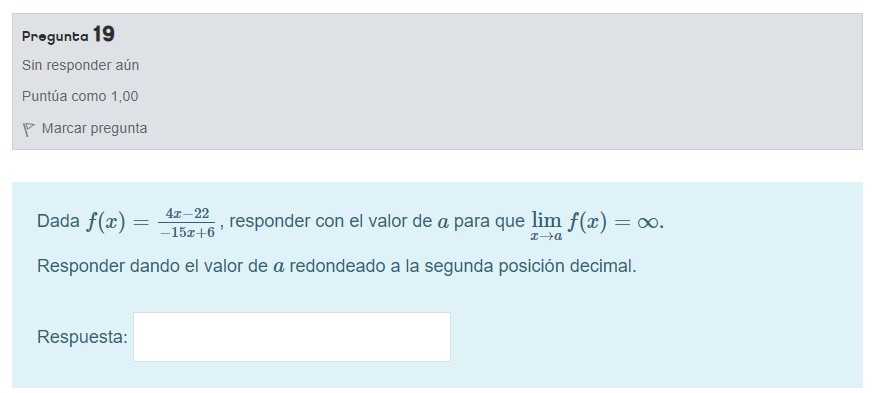 Pregunta 19
Sin responder aún
Puntúa como 1,00
Marcar pregunta
Dada f(x) = \frac{4x-22}{-15x+6}, responder con el valor de a para que \lim_{x \to a} f(x) = ∞.
Responder dando el valor de a redondeado a la segunda posición decimal.
Respuesta: